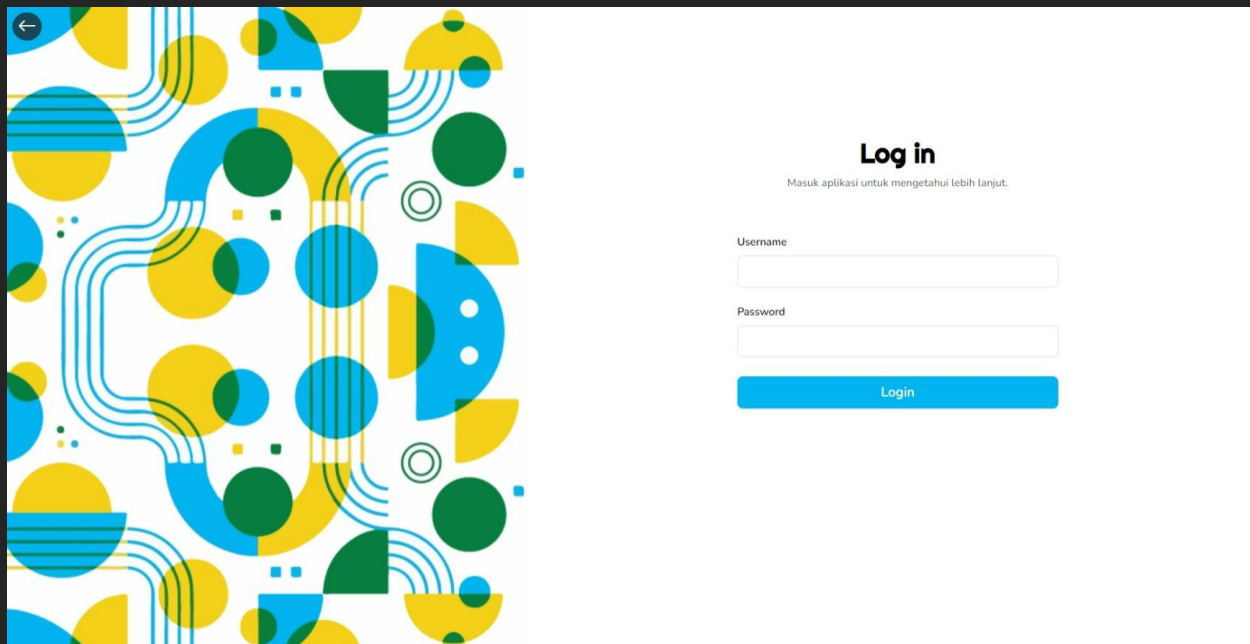 Log in
Masuk aplikasi untuk mengetahui lebih lanjut.
Username
Password
Login